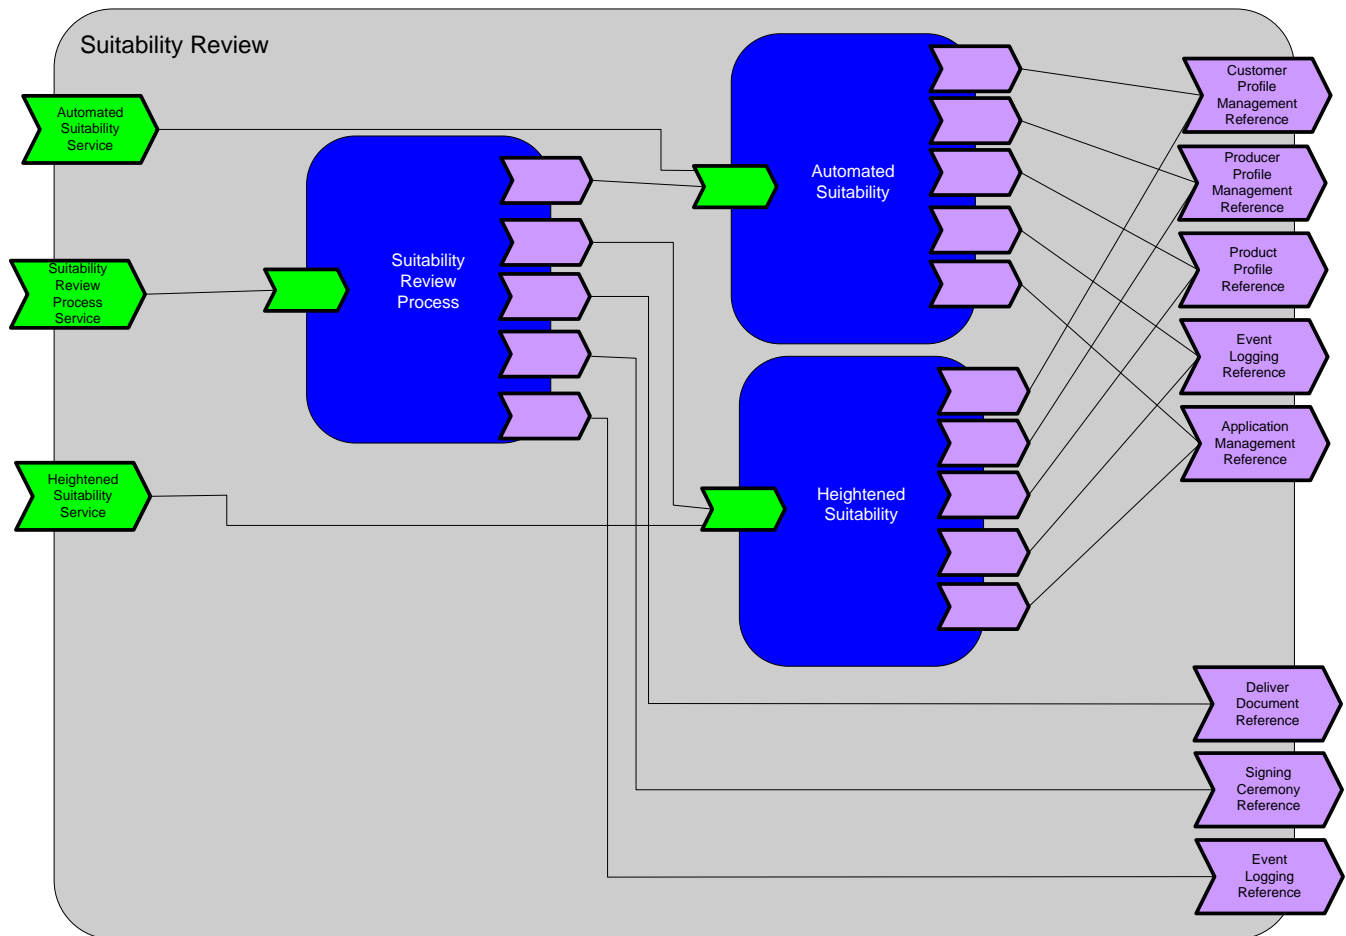 Suitability Review
Automated
Suitability
Service
Suitability
Review
Process
Service
Heightened
Suitability
Service
Suitability
Review
Process
Automated
Suitability
Heightened
Suitability
Customer
Profile
Management
Reference
Producer
Profile
Management
Reference
Product
Profile
Reference
Event
Logging
Reference
Application
Management
Reference
Deliver
Document
Reference
Signing
Ceremony
Reference
Event
Logging
Reference